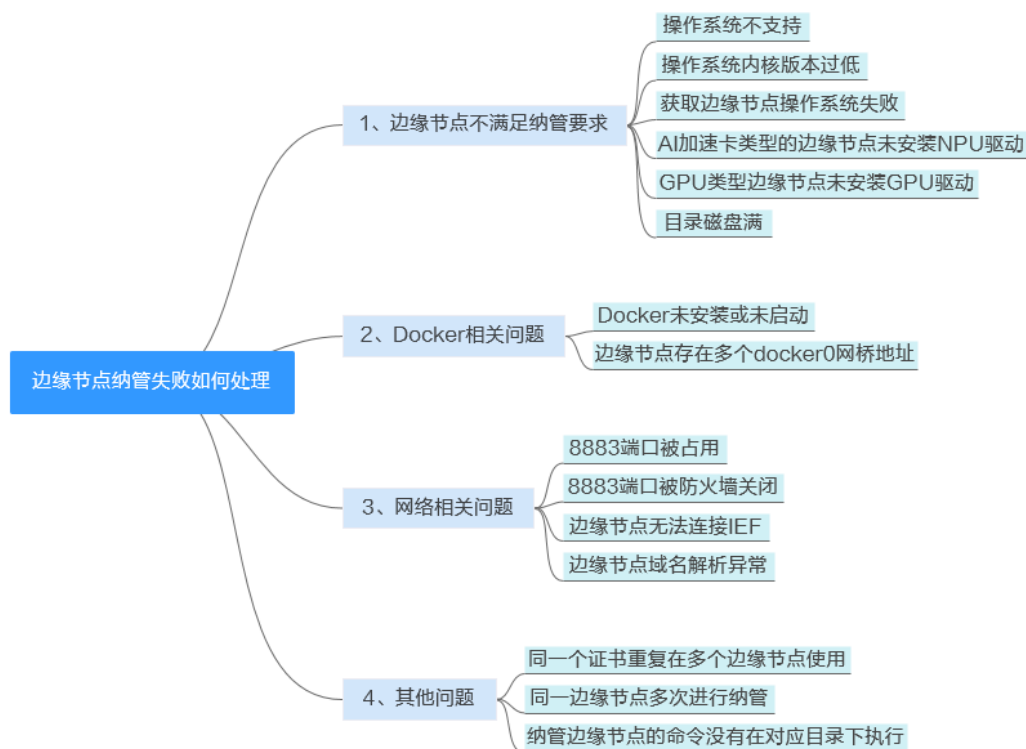 边缘节点纳管失败如何处理
1、边缘节点不满足纳管要求
操作系统不支持
操作系统内核版本过低
获取边缘节点操作系统失败
AI加速卡类型的边缘节点未安装NPU驱动
GPU类型边缘节点未安装GPU驱动
目录磁盘满
2、Docker相关问题
Docker未安装或未启动
边缘节点存在多个docker0网桥地址
3、网络相关问题
8883端口被占用
8883端口被防火墙关闭
边缘节点无法连接IEF
边缘节点域名解析异常
4、其他问题
同一个证书重复在多个边缘节点使用
同一边缘节点多次进行纳管
纳管边缘节点的命令没有在对应目录下执行